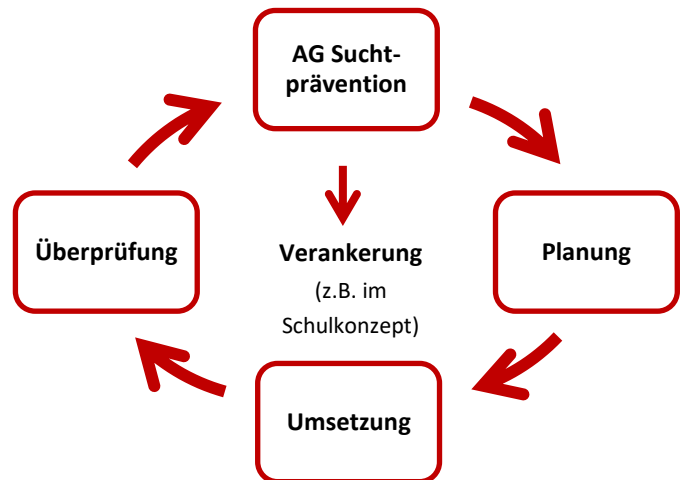 AG Sucht-
prävention
Überprüfung
Verankerung
(z.B. im
Schulkonzept)
Planung
Umsetzung